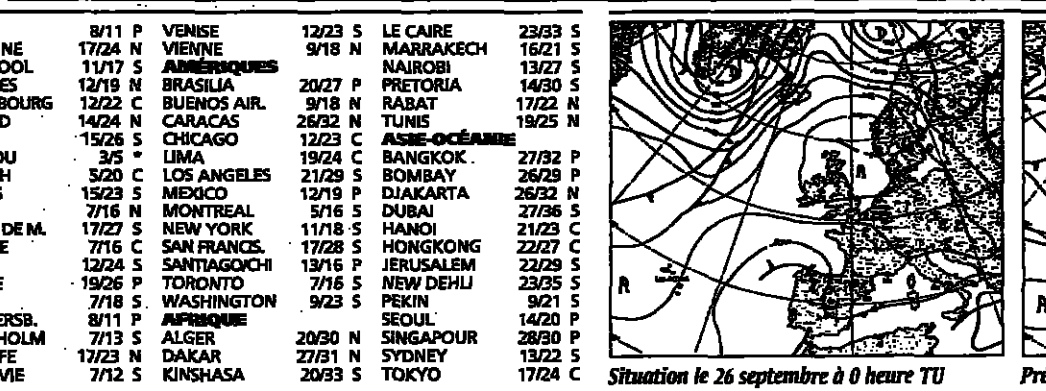 8/11 P VENISE 12/23 S LE CAIRE 23/33 S
NE 17/24 N VIENNE 9/18 N MARRAKECH 16/21 S
OOL 11/17 S AMÉRIQUES NAIROBI 13/27 S
ES 12/19 N BRASILIA 20/27 P PRETORIA 14/30 S
BOURG 12/22 C BUENOS AIR. 9/18 N RABAT 17/22 N
D 14/24 N CARACAS 26/32 N TUNIS 19/25 N
15/26 S CHICAGO 12/23 C ASIE-OCÉANIE
OU 3/5 * LIMA 19/24 C BANGKOK 27/32 P
H 5/20 C LOS ANGELES 21/29 S BOMBAY 26/29 P
S 15/23 S MEXICO 12/19 P DJAKARTA 26/32 N
7/16 N MONTREAL 5/16 S DUBAI 27/36 S
DE M. 17/27 S NEW YORK 11/18 S HANOI 21/23 C
E 7/16 C SAN FRANCIS. 17/28 S HONGKONG 22/27 C
12/24 S SANTIAGO/CHI 13/16 P JERUSALEM 22/29 S
E 19/26 P TORONTO 7/16 S NEW DEHLI 23/35 S
7/18 S WASHINGTON 9/23 S PEKIN 9/21 S
ERSB. 8/11 P AFRIQUE SEOUL 14/20 P
HOLM 7/13 S ALGER 20/30 N SINGAPOUR 28/30 P
FE 17/23 N DAKAR 27/31 N SYDNEY 13/22 S
VIE 7/12 S KINSHASA 20/33 S TOKYO 17/24 C
D
D
A
A
D
A
Situation le 26 septembre à 0 heure TU Pré